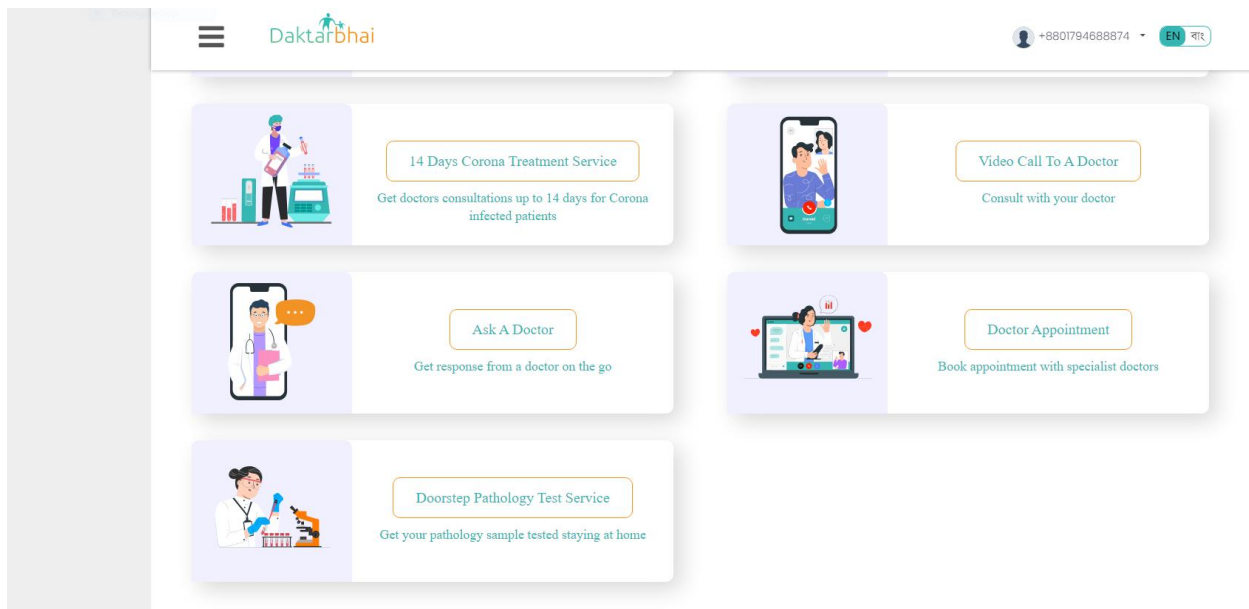 Daktarbhai
+8801794688874
EN বাং
14 Days Corona Treatment Service
Get doctors consultations up to 14 days for Corona
infected patients
Video Call To A Doctor
Consult with your doctor
Ask A Doctor
Get response from a doctor on the go
Doctor Appointment
Book appointment with specialist doctors
Doorstep Pathology Test Service
Get your pathology sample tested staying at home